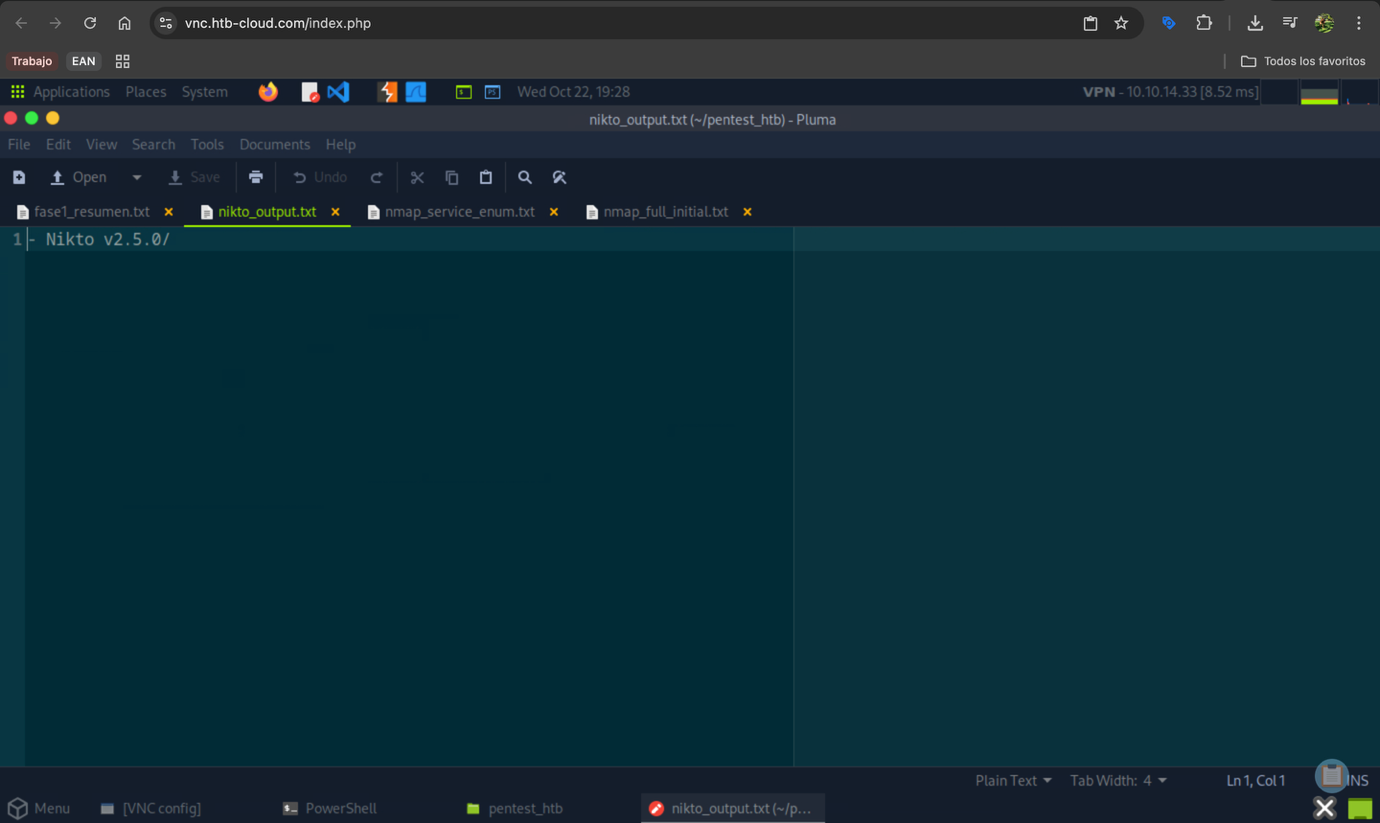 vnc.htb-cloud.com/index.php
Trabajo EAN Todos los favoritos
Applications Places System Wed Oct 22, 19:28 VPN - 10.10.14.33 [8.52 ms]
nikto_output.txt (~/pentest_htb) - Pluma
File Edit View Search Tools Documents Help
Open Save Undo
fase1_resumen.txt nikto_output.txt nmap_service_enum.txt nmap_full_initial.txt
1 - Nikto v2.5.0/
Plain Text Tab Width: 4 Ln 1, Col 1 INS
Menu [VNC config] PowerShell pentest_htb nikto_output.txt (~/p...